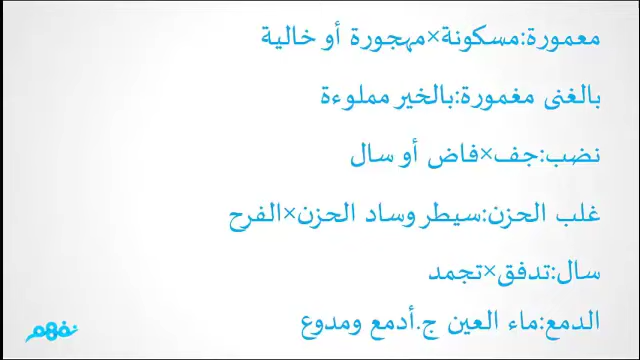 معمورة:مسكونة×مهجورة أو خالية
بالغنى مغمورة:بالخير مملوءة
نضب:جف×فاض أو سال
غلب الحزن:سيطر وساد الحزن×الفرح
سال:تدفق×تجمد
الدمع:ماء العين ج.أدمع ومدوع
نفهم